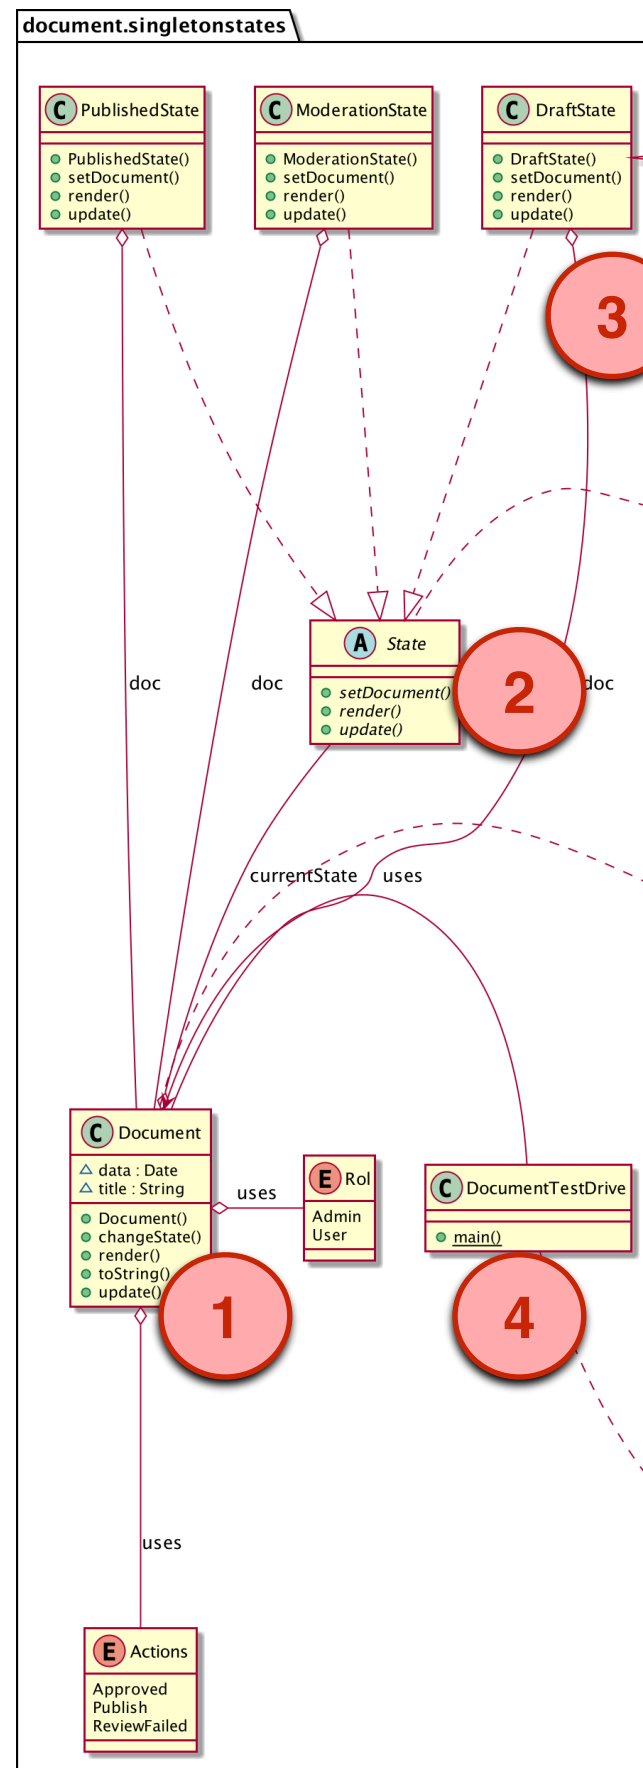 document.singletonstates
C PublishedState
PublishedState()
setDocument()
render()
update()
C ModerationState
ModerationState()
setDocument()
render()
update()
C DraftState
DraftState()
setDocument()
render()
update()
3
A State
setDocument()
render()
update()
2
doc
doc
doc
currentState
uses
C Document
data : Date
title : String
Document()
changeState()
render()
toString()
update()
1
uses
E Rol
Admin
User
C DocumentTestDrive
main()
4
uses
E Actions
Approved
Publish
ReviewFailed